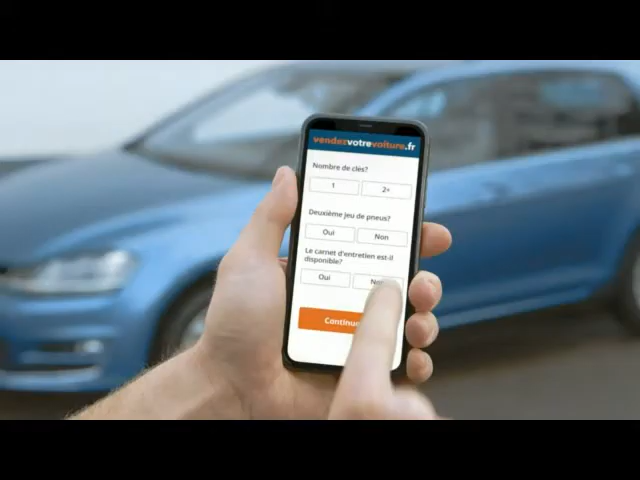 vendezvotrevoiture.fr
Nombre de clés?
1 2+
Deuxième jeu de pneus?
Oui Non
Le carnet d'entretien est-il
disponible?
Oui
Continuer